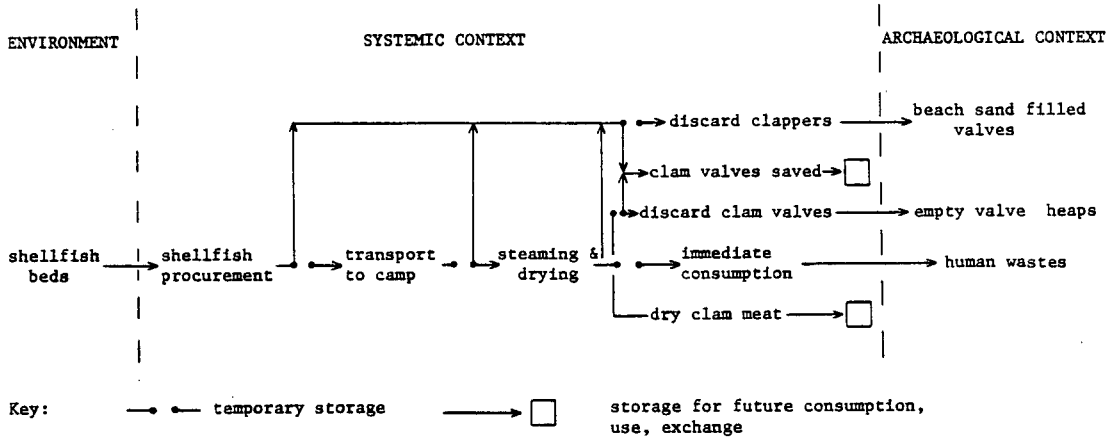 ENVIRONMENT SYSTEMIC CONTEXT ARCHAEOLOGICAL CONTEXT
discard clappers beach sand filled
valves
clam valves saved
discard clam valves empty valve heaps
shellfish
beds
shellfish
procurement
transport
to camp
steaming &
drying
immediate
consumption
human wastes
dry clam meat
Key: temporary storage storage for future consumption,
use, exchange